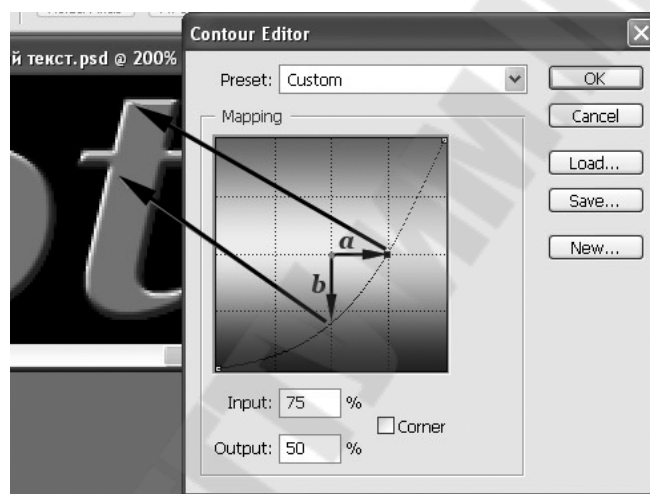 Contour Editor
й текст.psd @ 200%
Preset: Custom
OK
Mapping
Cancel
Load...
Save...
New...
a
b
t
Input: 75 %
Corner
Output: 50 %